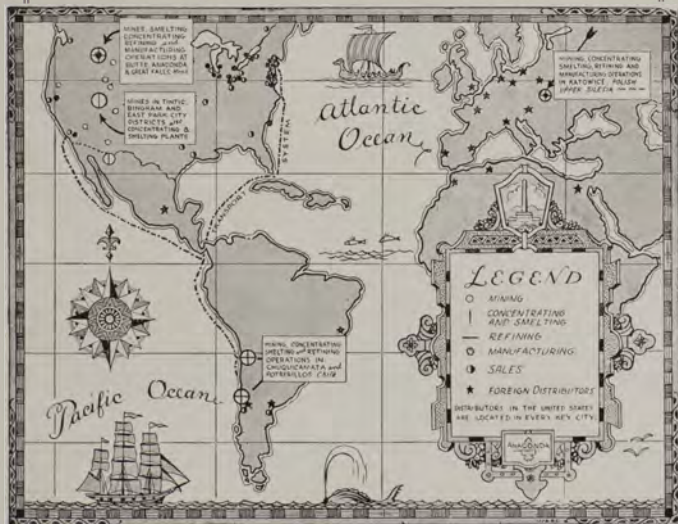 MINES, SMELTING
CONCENTRATING
REFINING and
MANUFACTURING
OPERATIONS AT
BUTTE, ANACONDA
& GREAT FALLS MONT.
MINES IN TINTIC,
BINGHAM and
EAST PARK CITY
DISTRICTS also
CONCENTRATING &
SMELTING PLANTS
Atlantic
Ocean
MINING, CONCENTRATING
SMELTING, REFINING AND
MANUFACTURING OPERATIONS
IN KATOWICE, POLISH
UPPER SILESIA
TRANSPORT
SYSTEM
MINING, CONCENTRATING
SMELTING and REFINING
OPERATIONS IN
CHUQUICAMATA and
POTRERILLOS CHILE
Pacific Ocean
LEGEND
MINING
CONCENTRATING
AND SMELTING
REFINING
MANUFACTURING
SALES
FOREIGN DISTRIBUTORS
DISTRIBUTORS IN THE UNITED STATES
ARE LOCATED IN EVERY KEY CITY
ANACONDA